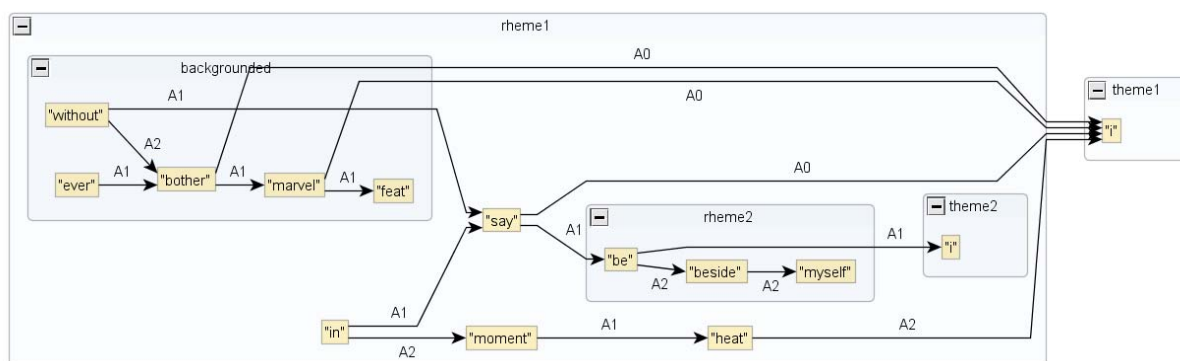 rheme1
backgrounded
A0
theme1
A1
A0
"without"
"i"
A2
"ever"
A1
"bother"
A1
"marvel"
A1
"feat"
A0
theme2
"say"
rheme2
A1
A1
"i"
"be"
A2
"beside"
A2
"myself"
A1
"in"
A2
"moment"
A1
"heat"
A2